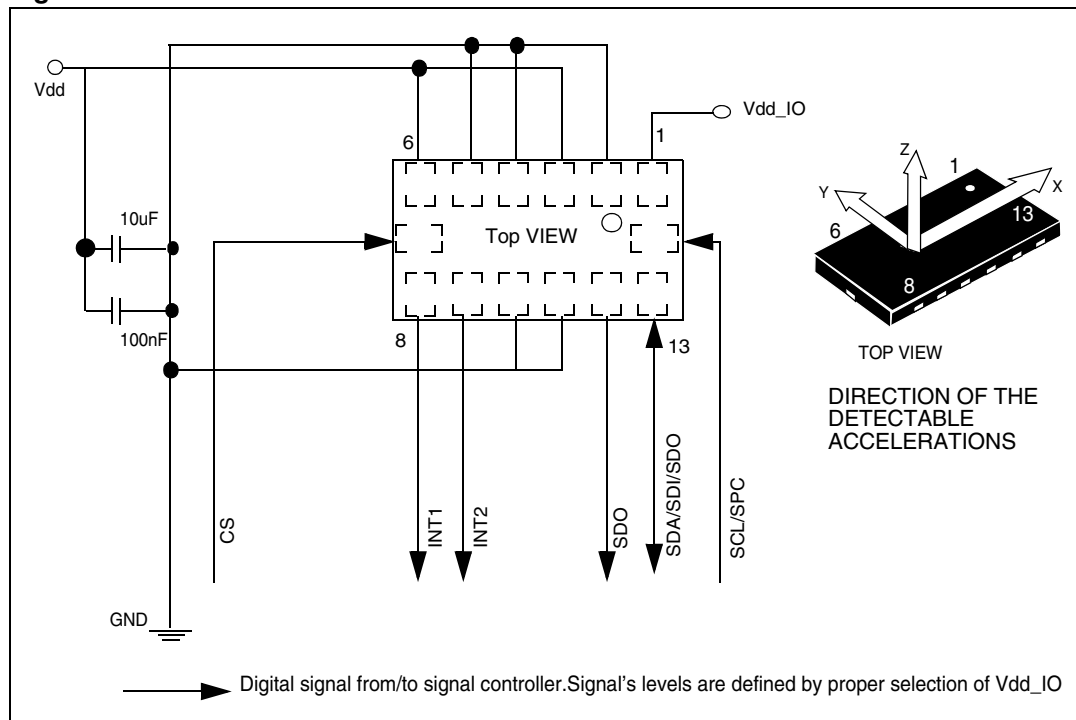 Vdd
Vdd_IO
6
1
10uF
100nF
Top VIEW
8
13
CS
INT1
INT2
SDO
SDA/SDI/SDO
SCL/SPC
GND
Z
1
Y
X
6
13
8
TOP VIEW
DIRECTION OF THE
DETECTABLE
ACCELERATIONS
Digital signal from/to signal controller.Signal's levels are defined by proper selection of Vdd_IO